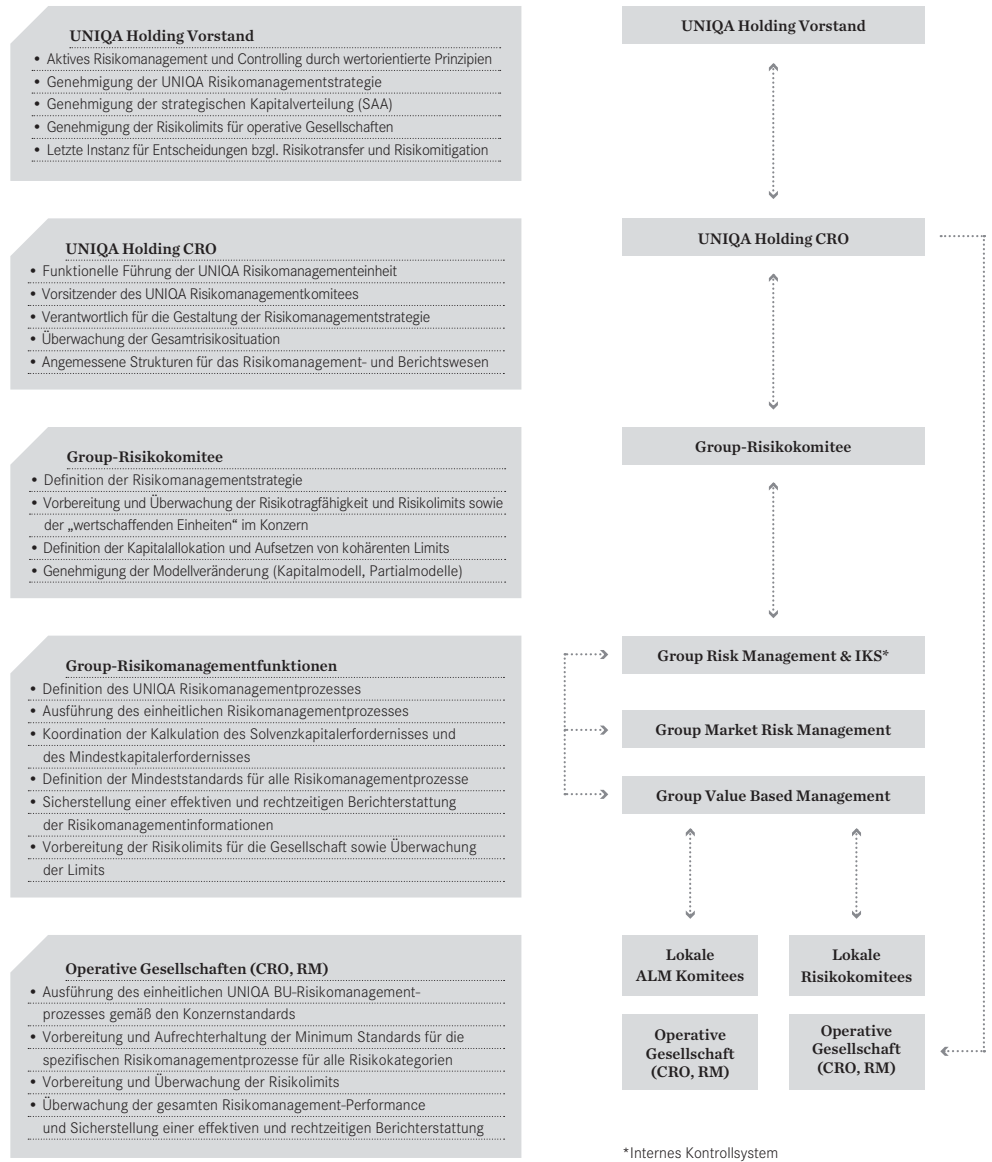 UNIQA Holding Vorstand
• Aktives Risikomanagement und Controlling durch wertorientierte Prinzipien
• Genehmigung der UNIQA Risikomanagementstrategie
• Genehmigung der strategischen Kapitalverteilung (SAA)
• Genehmigung der Risikolimits für operative Gesellschaften
• Letzte Instanz für Entscheidungen bzgl. Risikotransfer und Risikomitigation
UNIQA Holding CRO
• Funktionelle Führung der UNIQA Risikomanagementeinheit
• Vorsitzender des UNIQA Risikomanagementkomitees
• Verantwortlich für die Gestaltung der Risikomanagementstrategie
• Überwachung der Gesamtrisikosituation
• Angemessene Strukturen für das Risikomanagement- und Berichtswesen
Group-Risikokomitee
• Definition der Risikomanagementstrategie
• Vorbereitung und Überwachung der Risikotragfähigkeit und Risikolimits sowie
der „wertschaffenden Einheiten“ im Konzern
• Definition der Kapitalallokation und Aufsetzen von kohärenten Limits
• Genehmigung der Modellveränderung (Kapitalmodell, Partialmodelle)
Group-Risikomanagementfunktionen
• Definition des UNIQA Risikomanagementprozesses
• Ausführung des einheitlichen Risikomanagementprozesses
• Koordination der Kalkulation des Solvenzkapitalerfordernisses und
des Mindestkapitalerfordernisses
• Definition der Mindeststandards für alle Risikomanagementprozesse
• Sicherstellung einer effektiven und rechtzeitigen Berichterstattung
der Risikomanagementinformationen
• Vorbereitung der Risikolimits für die Gesellschaft sowie Überwachung
der Limits
Operative Gesellschaften (CRO, RM)
• Ausführung des einheitlichen UNIQA BU-Risikomanagement-
prozesses gemäß den Konzernstandards
• Vorbereitung und Aufrechterhaltung der Minimum Standards für die
spezifischen Risikomanagementprozesse für alle Risikokategorien
• Vorbereitung und Überwachung der Risikolimits
• Überwachung der gesamten Risikomanagement-Performance
und Sicherstellung einer effektiven und rechtzeitigen Berichterstattung
UNIQA Holding Vorstand
UNIQA Holding CRO
Group-Risikokomitee
Group Risk Management & IKS*
Group Market Risk Management
Group Value Based Management
Lokale
ALM Komitees
Lokale
Risikokomitees
Operative
Gesellschaft
(CRO, RM)
Operative
Gesellschaft
(CRO, RM)
*Internes Kontrollsystem